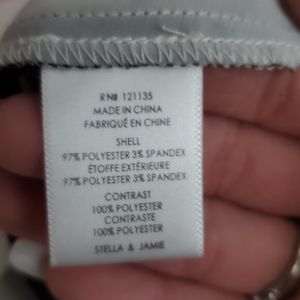 RN# 121135
MADE IN CHINA
FABRIQUÉ EN CHINE
SHELL
97% POLYESTER 3% SPANDEX
ÉTOFFE EXTÉRIEURE
97% POLYESTER 3% SPANDEX
CONTRAST
100% POLYESTER
CONTRASTE
100% POLYESTER
STELLA & JAMIE